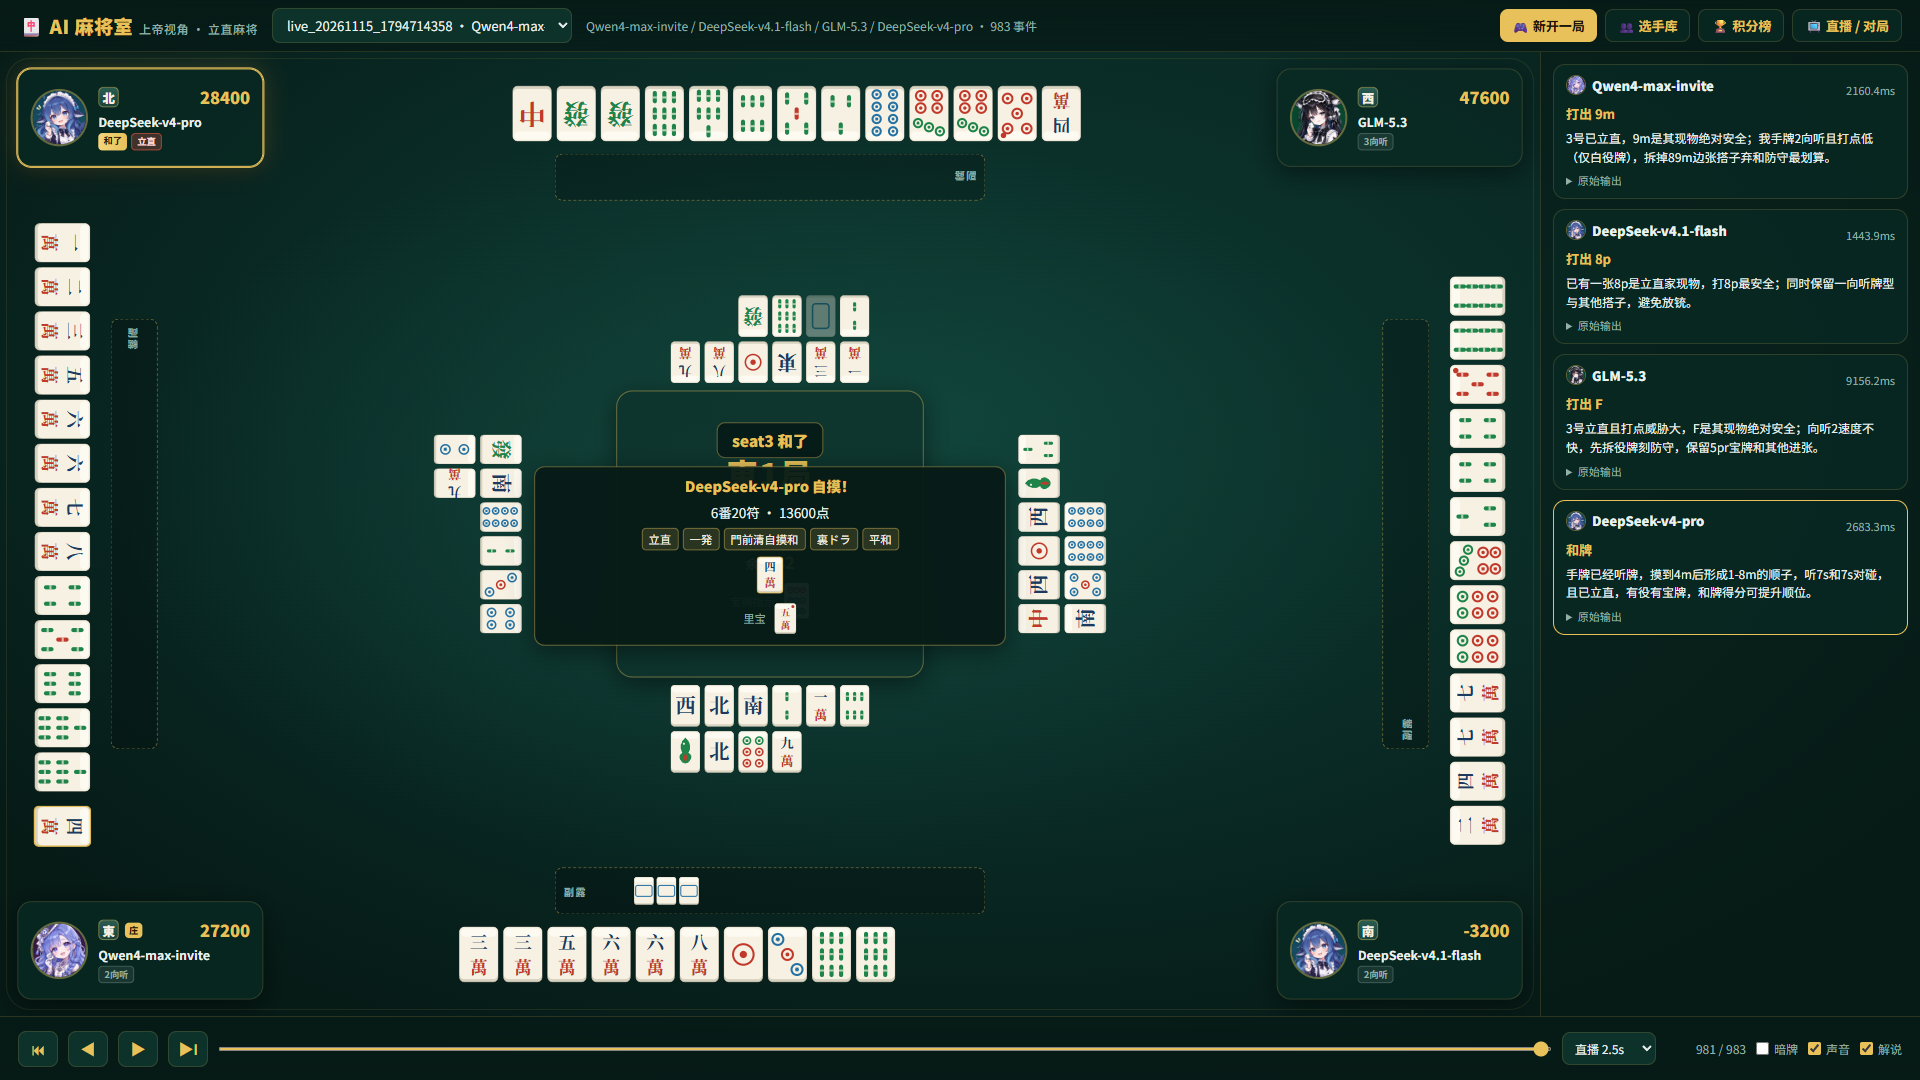 AI 麻将室 上帝视角 · 立直麻将
live_20261115_1794714358 · Qwen4-max
Qwen4-max-invite / DeepSeek-v4.1-flash / GLM-5.3 / DeepSeek-v4-pro · 983 事件
新开一局
选手库
积分榜
直播 / 对局
北 28400
DeepSeek-v4-pro
和了 立直
西 47600
GLM-5.3
3向听
副露
副露
副露
seat3 和了
DeepSeek-v4-pro 自摸!
6番20符 · 13600点
立直 一発 門前清自摸和 裏ドラ 平和
四萬
里宝 五萬
副露
東 庄 27200
Qwen4-max-invite
2向听
南 -3200
DeepSeek-v4.1-flash
2向听
Qwen4-max-invite 2160.4ms
打出 9m
3号已立直，9m是其现物绝对安全；我手牌2向听且打点低
（仅白役牌），拆掉89m边张搭子弃和防守最划算。
▶ 原始输出
DeepSeek-v4.1-flash 1443.9ms
打出 8p
已有一张8p是立直家现物，打8p最安全；同时保留一向听牌型
与其他搭子，避免放铳。
▶ 原始输出
GLM-5.3 9156.2ms
打出 F
3号立直且打点威胁大，F是其现物绝对安全；向听2速度不
快，先拆役牌刻防守，保留5pr宝牌和其他进张。
▶ 原始输出
DeepSeek-v4-pro 2683.3ms
和牌
手牌已经听牌，摸到4m后形成1-8m的顺子，听7s和7s对碰，
且已立直，有役有宝牌，和牌得分可提升顺位。
▶ 原始输出
直播 2.5s
981 / 983 暗牌 声音 解说